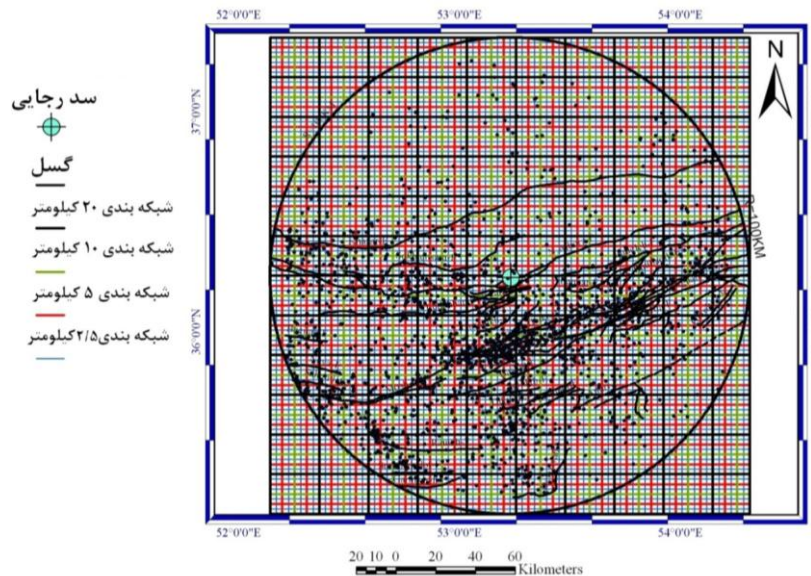 52°0'0"E
53°0'0"E
54°0'0"E
سد رجایی
گسل
شبکه بندی ۲۰ کیلومتر
شبکه بندی ۱۰ کیلومتر
شبکه بندی ۵ کیلومتر
شبکه بندی۲/۵کیلومتر
37°0'0"N
36°0'0"N
N
R=100KM
52°0'0"E
53°0'0"E
54°0'0"E
20 10 0 20 40 60
Kilometers